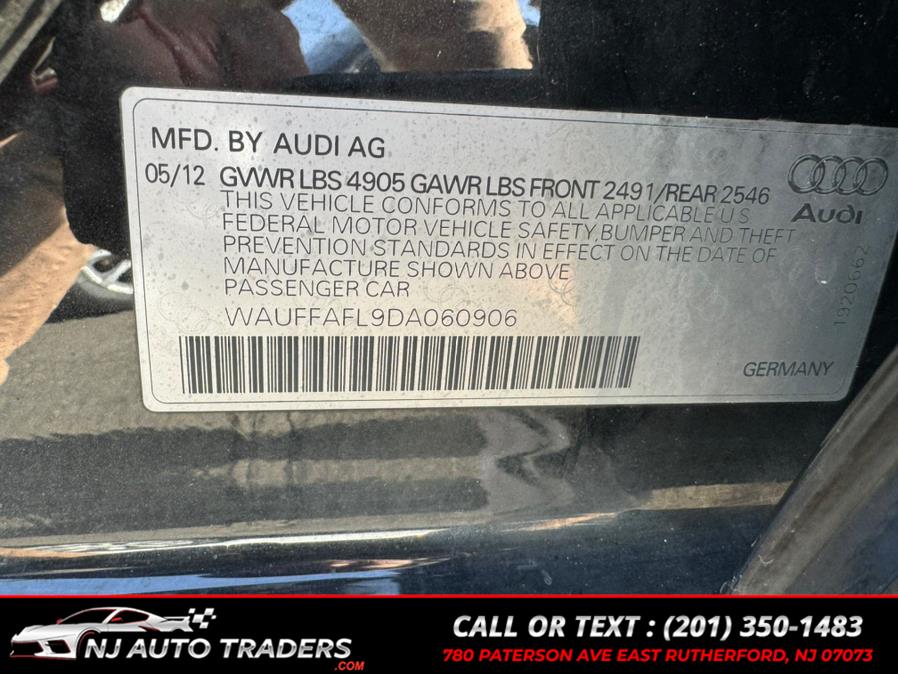 MFD. BY AUDI AG
05/12 GVWR LBS 4905 GAWR LBS FRONT 2491/REAR 2546
THIS VEHICLE CONFORMS TO ALL APPLICABLE U S
FEDERAL MOTOR VEHICLE SAFETY,BUMPER AND THEFT
PREVENTION STANDARDS IN EFFECT ON THE DATE OF
MANUFACTURE SHOWN ABOVE
PASSENGER CAR
WAUFFAFL9DA060906
Audi
1920662
GERMANY
NJ AUTO TRADERS
.COM
CALL OR TEXT : (201) 350-1483
780 PATERSON AVE EAST RUTHERFORD, NJ 07073